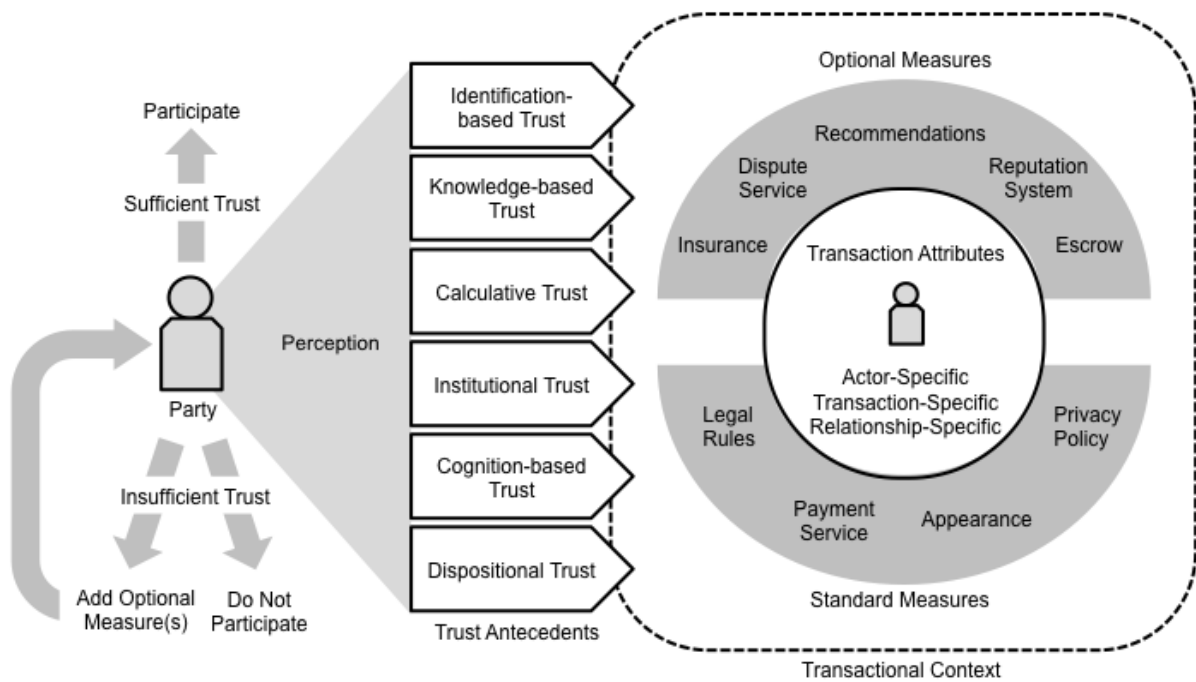 Participate
Sufficient Trust
Party
Insufficient Trust
Add Optional
Measure(s)
Do Not
Participate
Perception
Identification-
based Trust
Knowledge-based
Trust
Calculative Trust
Institutional Trust
Cognition-based
Trust
Dispositional Trust
Trust Antecedents
Optional Measures
Recommendations
Dispute
Service
Reputation
System
Insurance
Escrow
Transaction Attributes
Actor-Specific
Transaction-Specific
Relationship-Specific
Legal
Rules
Privacy
Policy
Payment
Service
Appearance
Standard Measures
Transactional Context